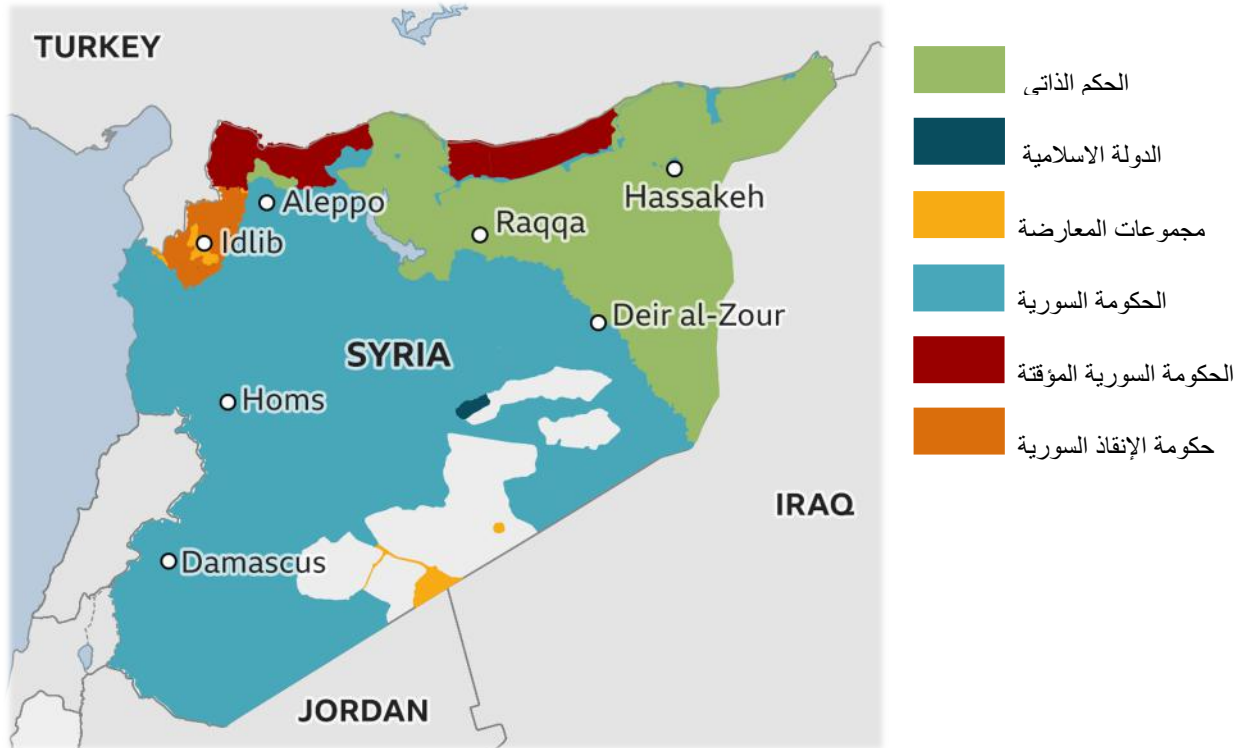 TURKEY
Aleppo
Idlib
Raqqa
Hassakeh
Deir al-Zour
SYRIA
Homs
IRAQ
Damascus
JORDAN
الحكم الذاتي
الدولة الاسلامية
مجموعات المعارضة
الحكومة السورية
الحكومة السورية المؤقتة
حكومة الإنقاذ السورية